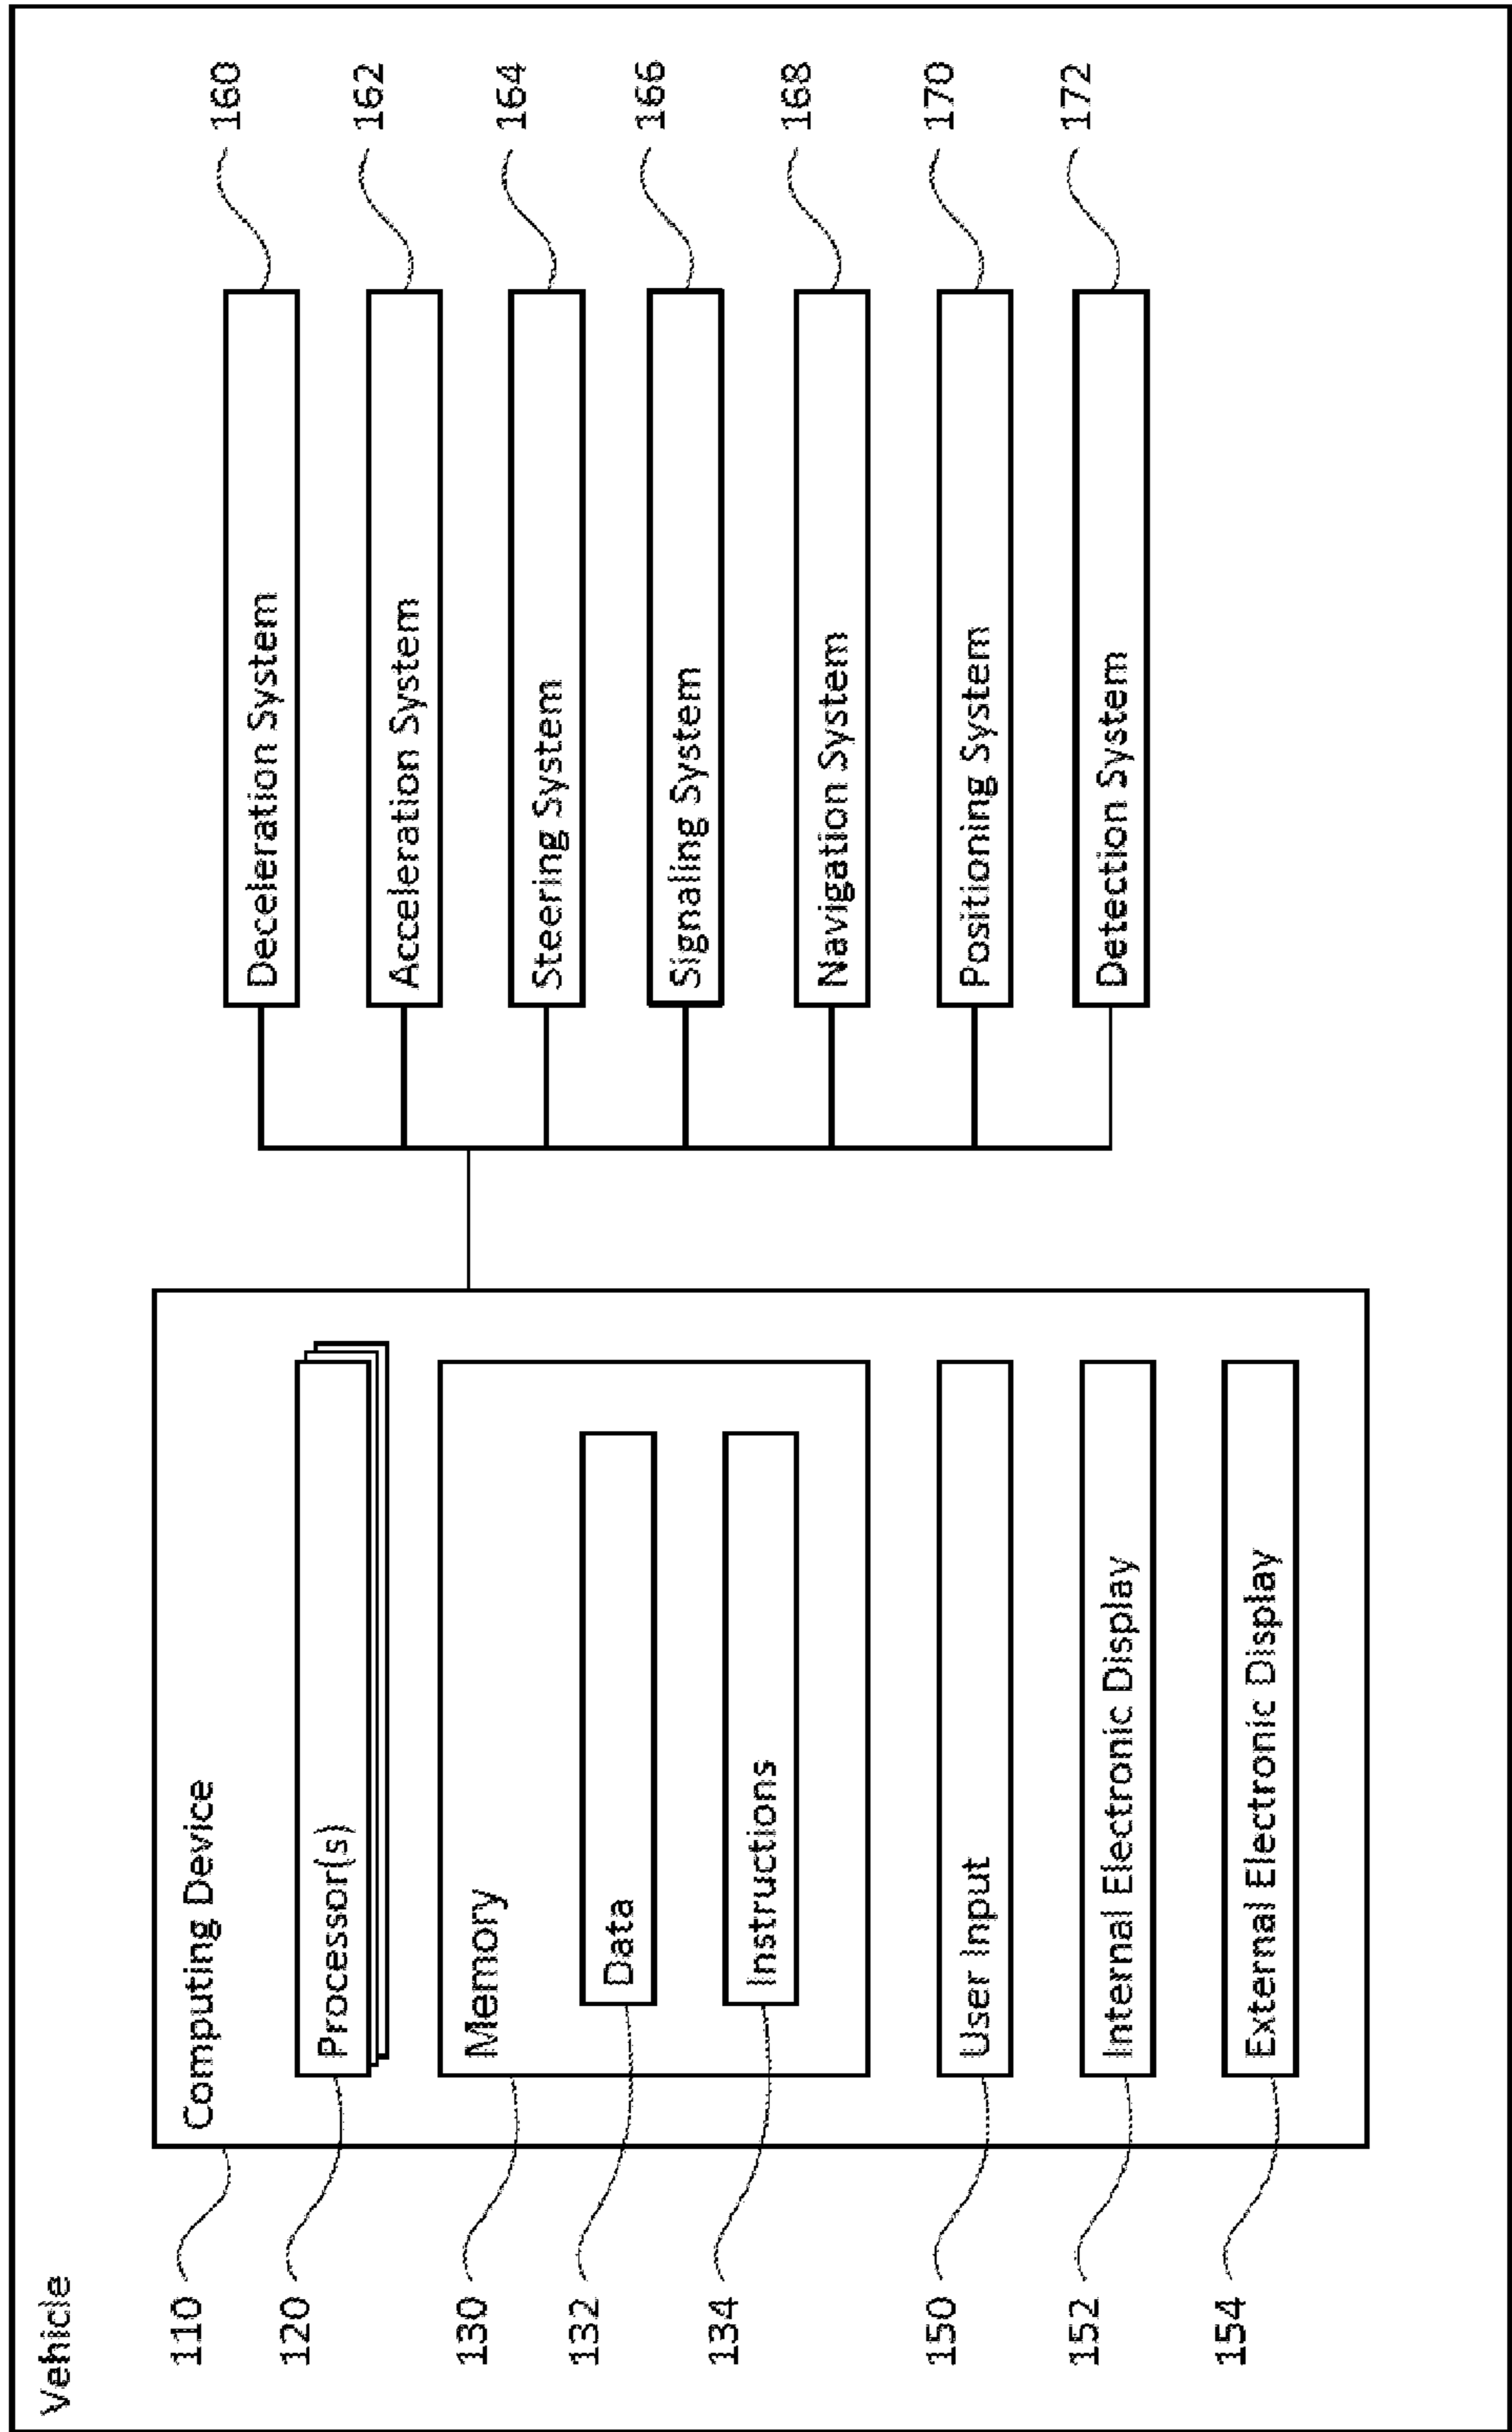 Vehicle
110
Computing Device
120
Processor(s)
130
Memory
132
Data
134
Instructions
150
User Input
152
Internal Electronic Display
154
External Electronic Display
Deceleration System
160
Acceleration System
162
Steering System
164
Signaling System
166
Navigation System
168
Positioning System
170
Detection System
172